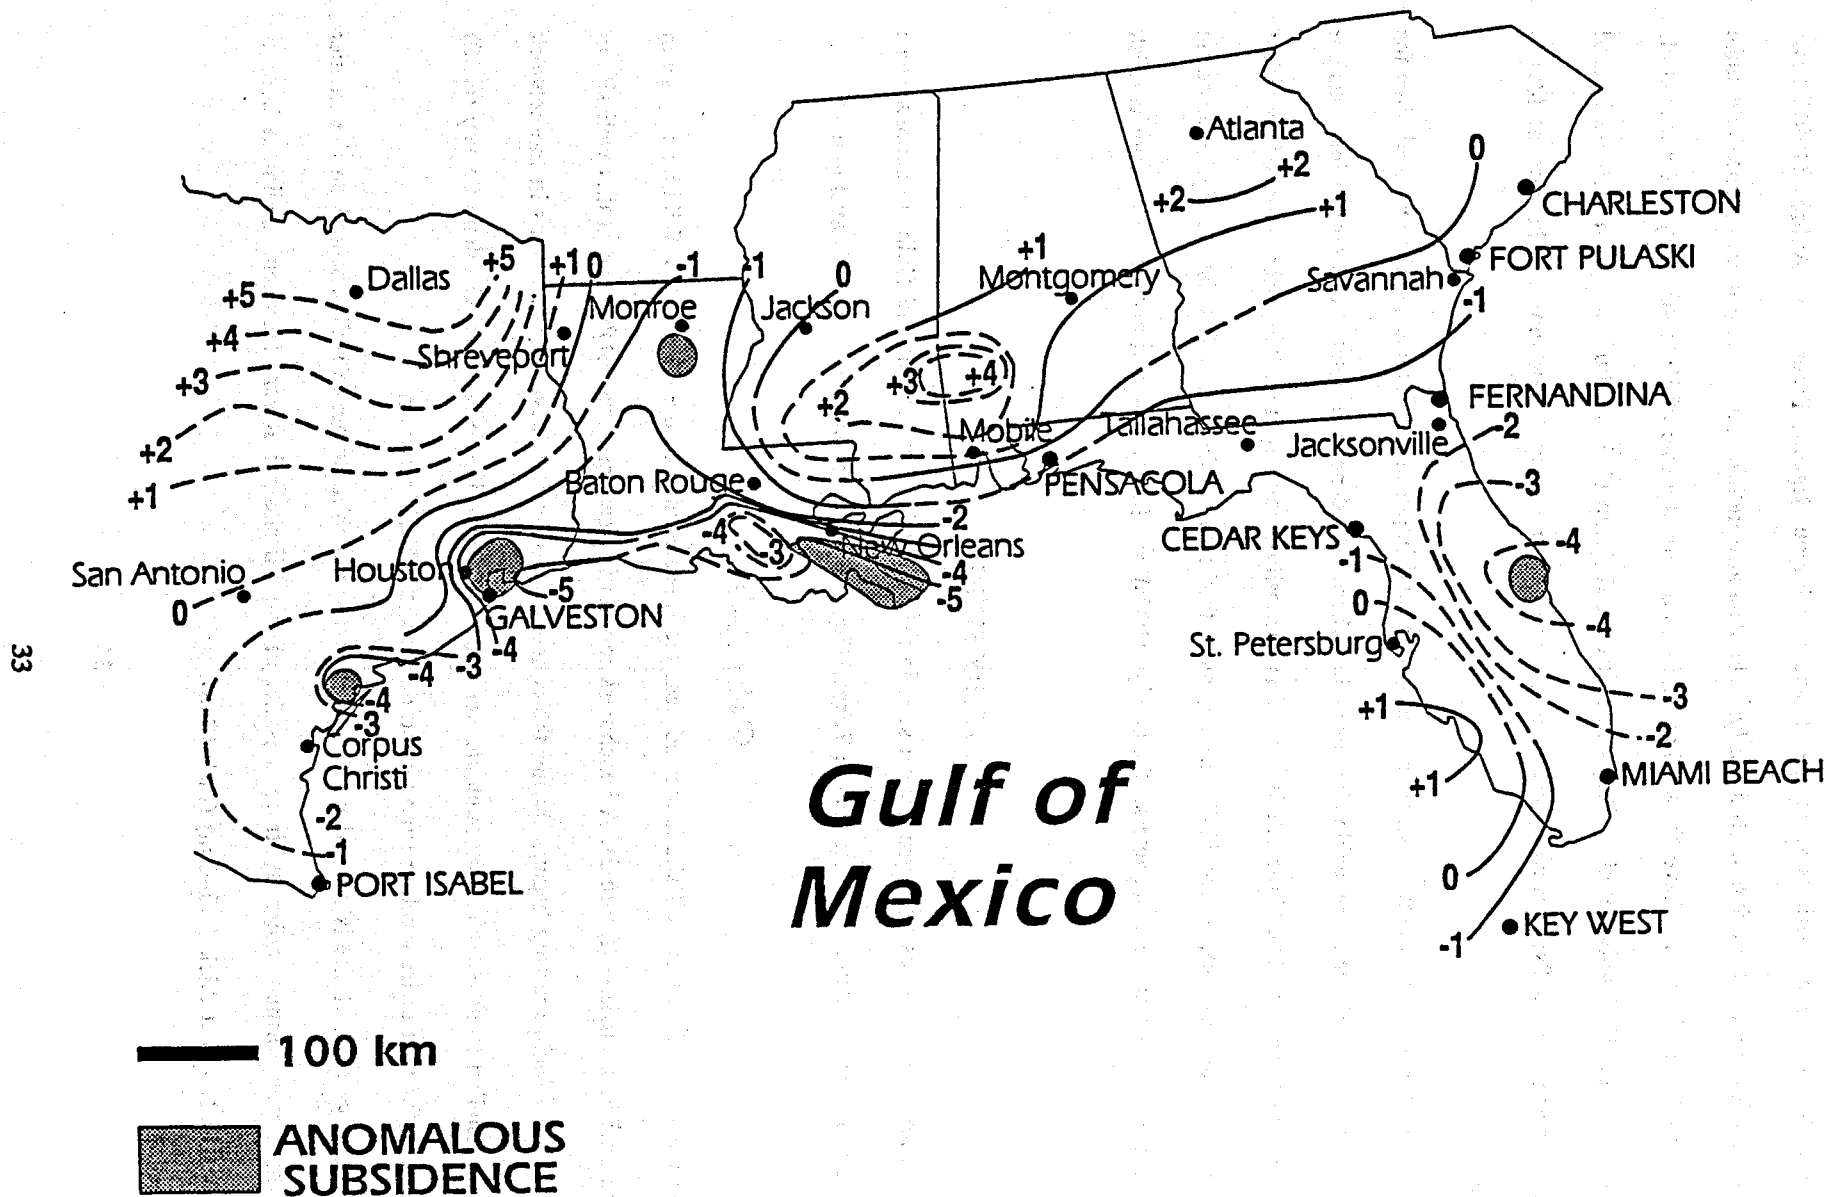 Atlanta
+2
+2
0
+1
CHARLESTON
+1
Montgomery
FORT PULASKI
Savannah
-1
Dallas
+5
+1
0
-1
-1
0
+5
Monroe
Jackson
+4
Shreveport
+3
+3
+4
+2
FERNANDINA
+2
Mobile
Tallahassee
Jacksonville
-2
+1
Baton Rouge
PENSACOLA
-3
-2
-4
-3
New Orleans
CEDAR KEYS
-4
-1
San Antonio
Houston
-4
-5
-5
0
0
GALVESTON
-4
33
St. Petersburg
-4
-3
-4
-4
-3
-3
+1
-2
Corpus
Christi
Gulf of
Mexico
+1
MIAMI BEACH
-2
-1
0
PORT ISABEL
KEY WEST
-1
100 km
ANOMALOUS
SUBSIDENCE